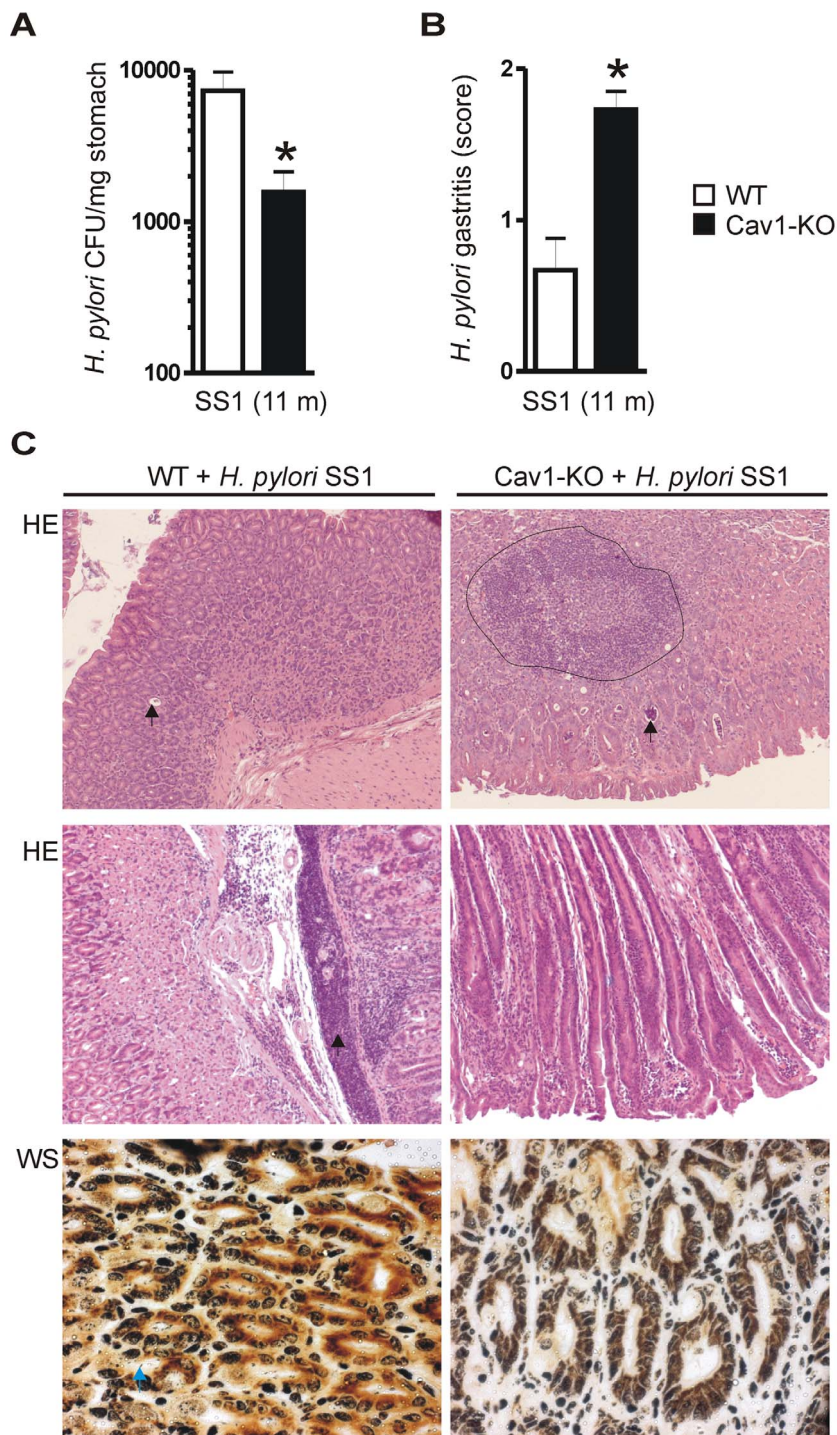 A
B
H. pylori CFU/mg stomach
10000
1000
100
*
SS1 (11 m)
H. pylori gastritis (score)
2
1
0
*
SS1 (11 m)
WT
Cav1-KO
C
WT + H. pylori SS1
Cav1-KO + H. pylori SS1
HE
HE
WS